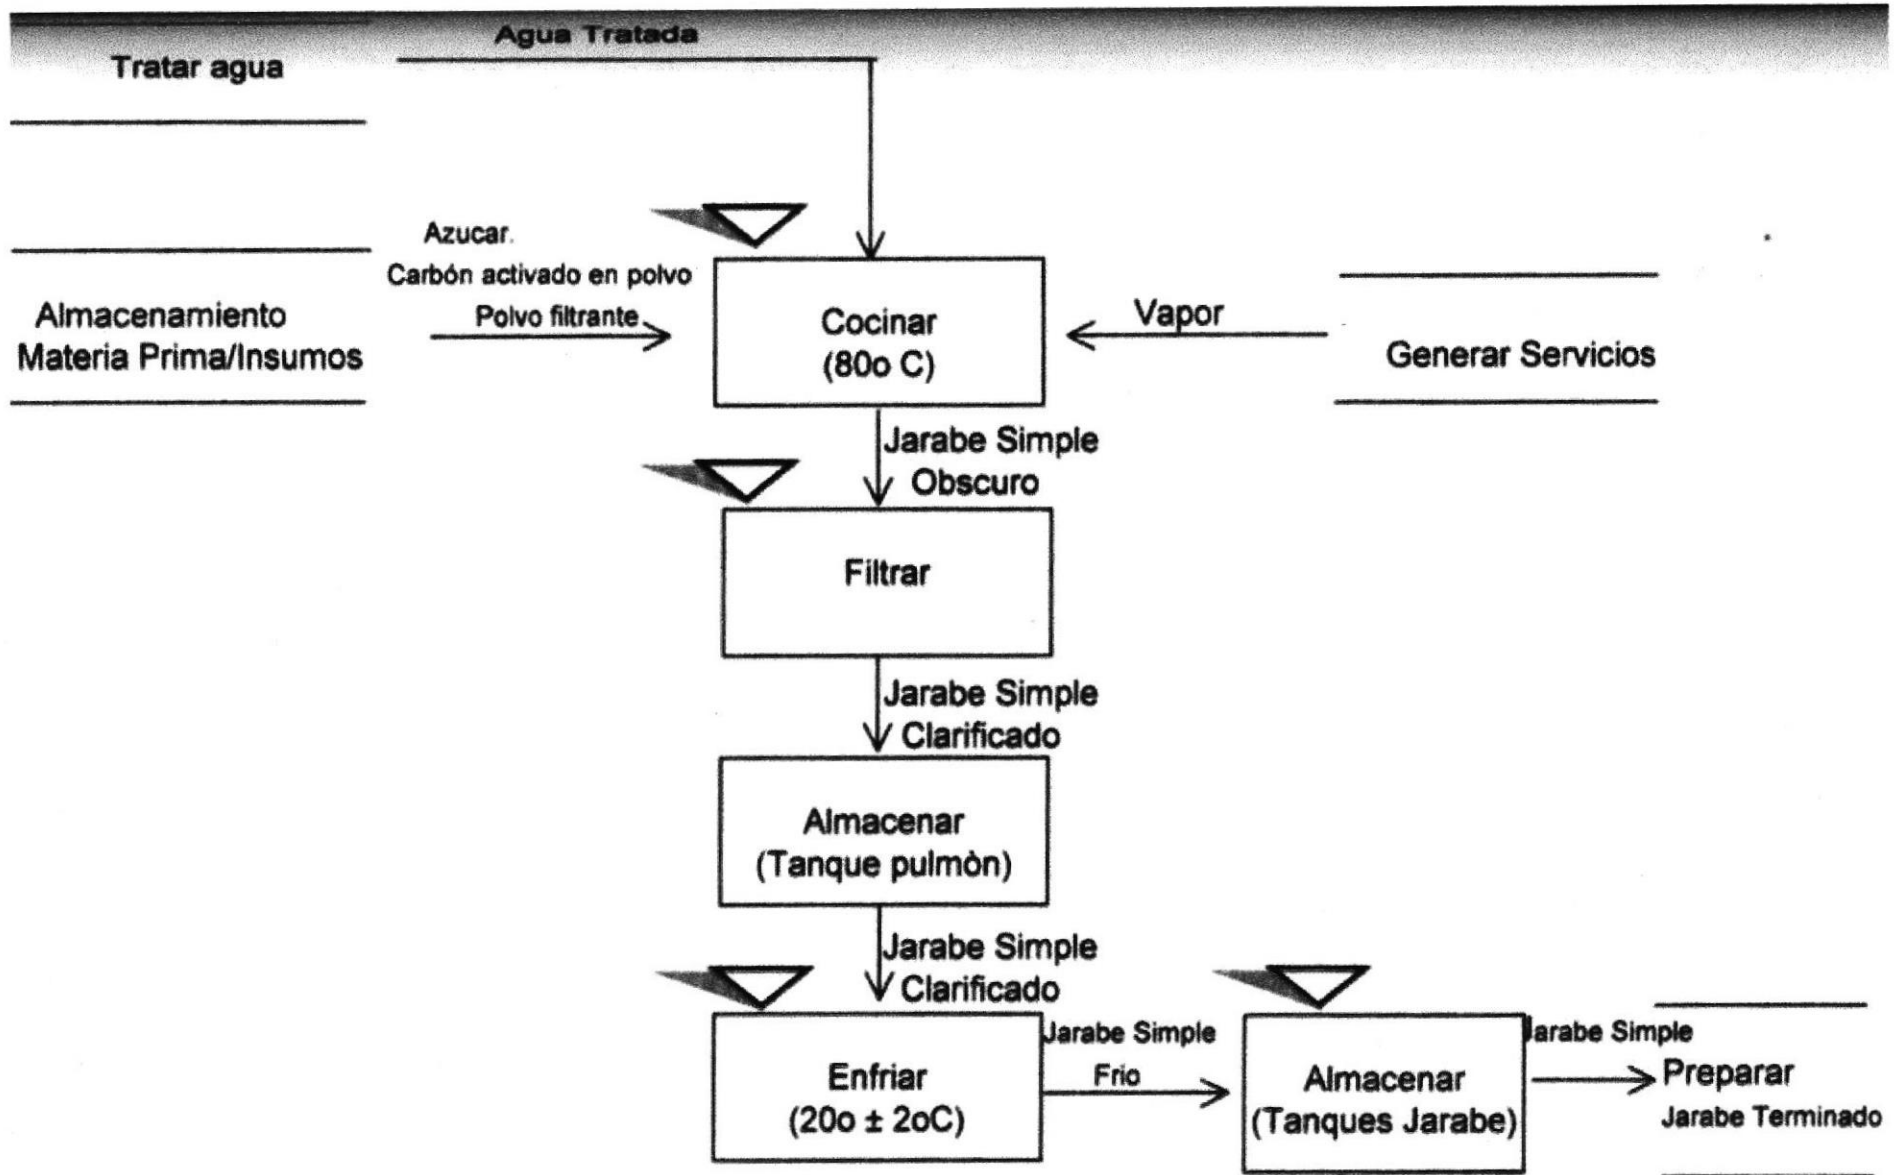 Agua Tratada
Tratar agua
Azucar.
Carbón activado en polvo
Polvo filtrante
Almacenamiento
Materia Prima/Insumos
Cocinar
(80o C)
Vapor
Generar Servicios
Jarabe Simple
Obscuro
Filtrar
Jarabe Simple
Clarificado
Almacenar
(Tanque pulmòn)
Jarabe Simple
Clarificado
Enfriar
(20o ± 2oC)
Jarabe Simple
Frio
Almacenar
(Tanques Jarabe)
Jarabe Simple
Preparar
Jarabe Terminado